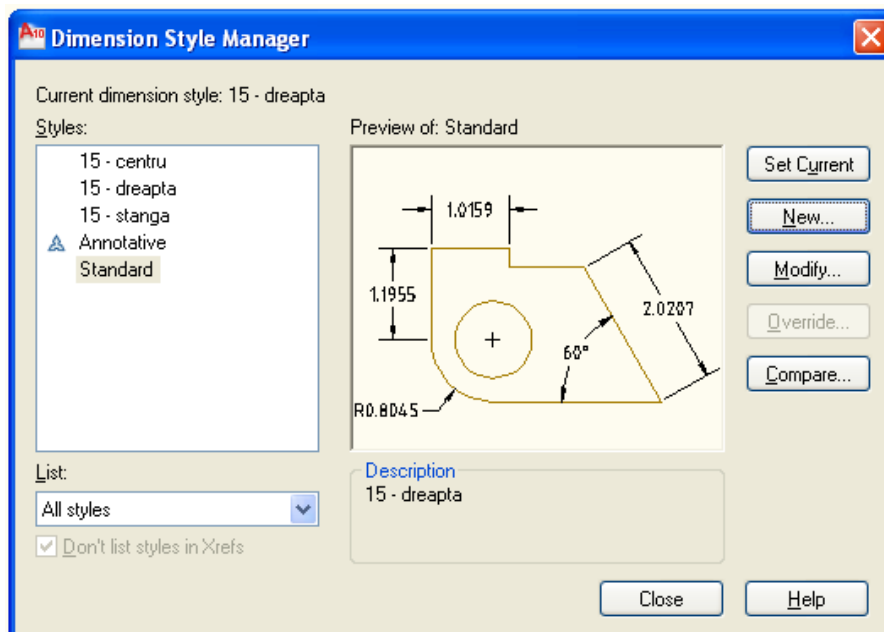 A10 Dimension Style Manager
Current dimension style: 15 - dreapta
Styles:
15 - centru
15 - dreapta
15 - stanga
Annotative
Standard
List:
All styles
Don't list styles in Xrefs
Preview of: Standard
1.0159
1.1955
2.0207
60°
R0.8045
Description
15 - dreapta
Set Current
New...
Modify...
Override...
Compare...
Close
Help